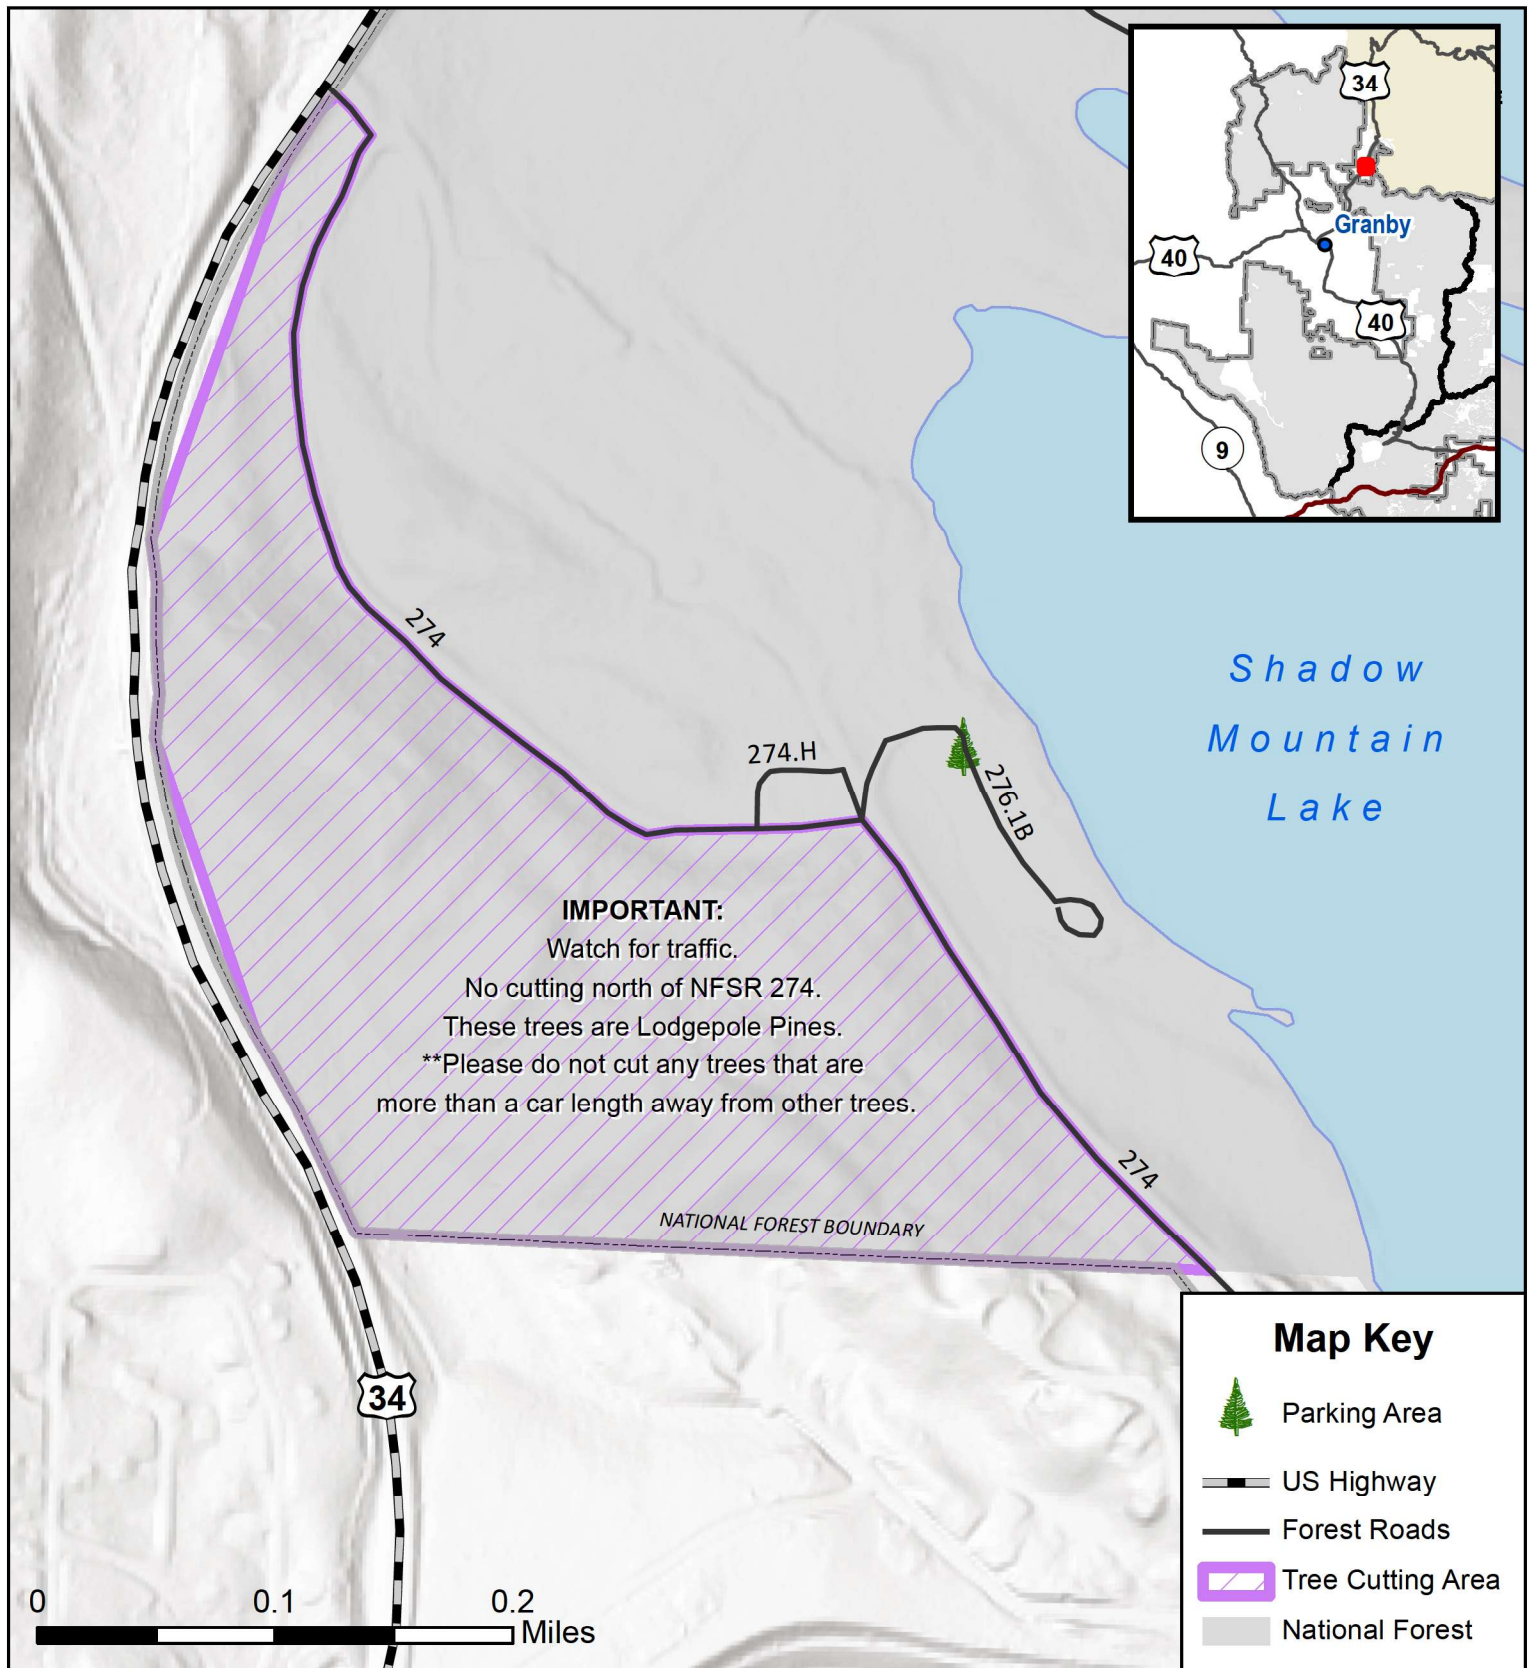 34
Granby
40
40
9
274
Shadow
Mountain
Lake
274.H
276.1B
IMPORTANT:
Watch for traffic.
No cutting north of NFSR 274.
These trees are Lodgepole Pines.
**Please do not cut any trees that are
more than a car length away from other trees.
274
NATIONAL FOREST BOUNDARY
34
Map Key
Parking Area
US Highway
Forest Roads
Tree Cutting Area
National Forest
0 0.1 0.2
Miles